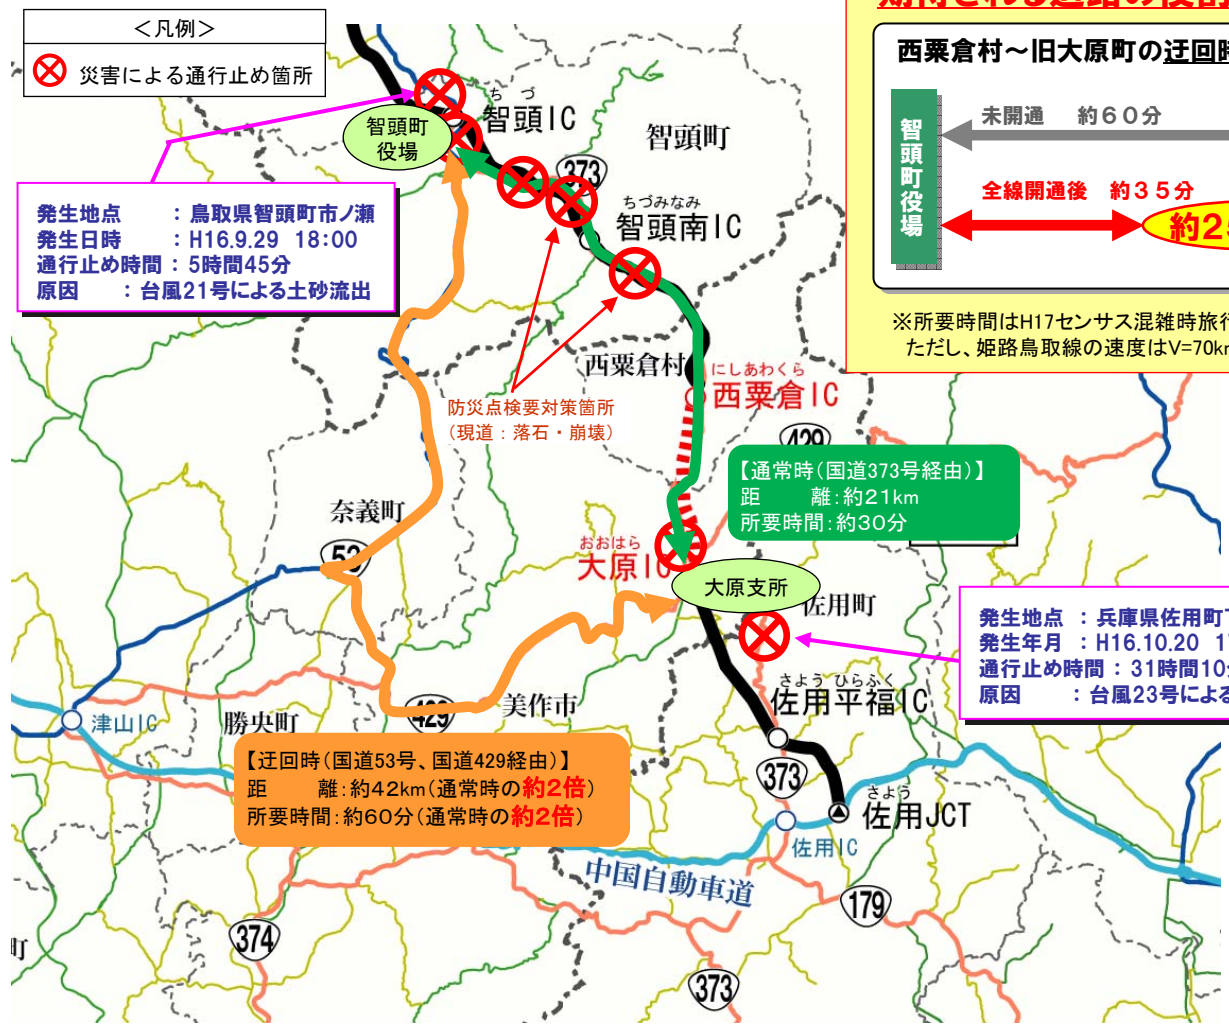 <凡例>
災害による通行止め箇所
西粟倉村～旧大原町の迂回時
未開通 約60分
智頭町役場
全線開通後 約35分
約25
※所要時間はH17センサス混雑時旅行
ただし、姫路鳥取線の速度はV=70km
ちづ
智頭IC
智頭町
役場
智頭町
373
ちづみなみ
智頭南IC
発生地点 : 鳥取県智頭町市ノ瀬
発生日時 : H16.9.29 18:00
通行止め時間 : 5時間45分
原因 : 台風21号による土砂流出
西粟倉村
にしあわくら
西粟倉IC
防災点検要対策箇所
(現道:落石・崩壊)
429
【通常時(国道373号経由)】
距 離:約21km
所要時間:約30分
奈義町
53
おおはら
大原IC
大原支所
佐用町
発生地点 : 兵庫県佐用町
発生年月 : H16.10.20 1
通行止め時間 : 31時間10
原因 : 台風23号による
さよう ひらふく
佐用平福IC
美作市
429
津山IC
勝央町
【迂回時(国道53号、国道429経由)】
距 離:約42km(通常時の約2倍)
所要時間:約60分(通常時の約2倍)
373
さよう
佐用JCT
佐用IC
中国自動車道
179
374
町
373